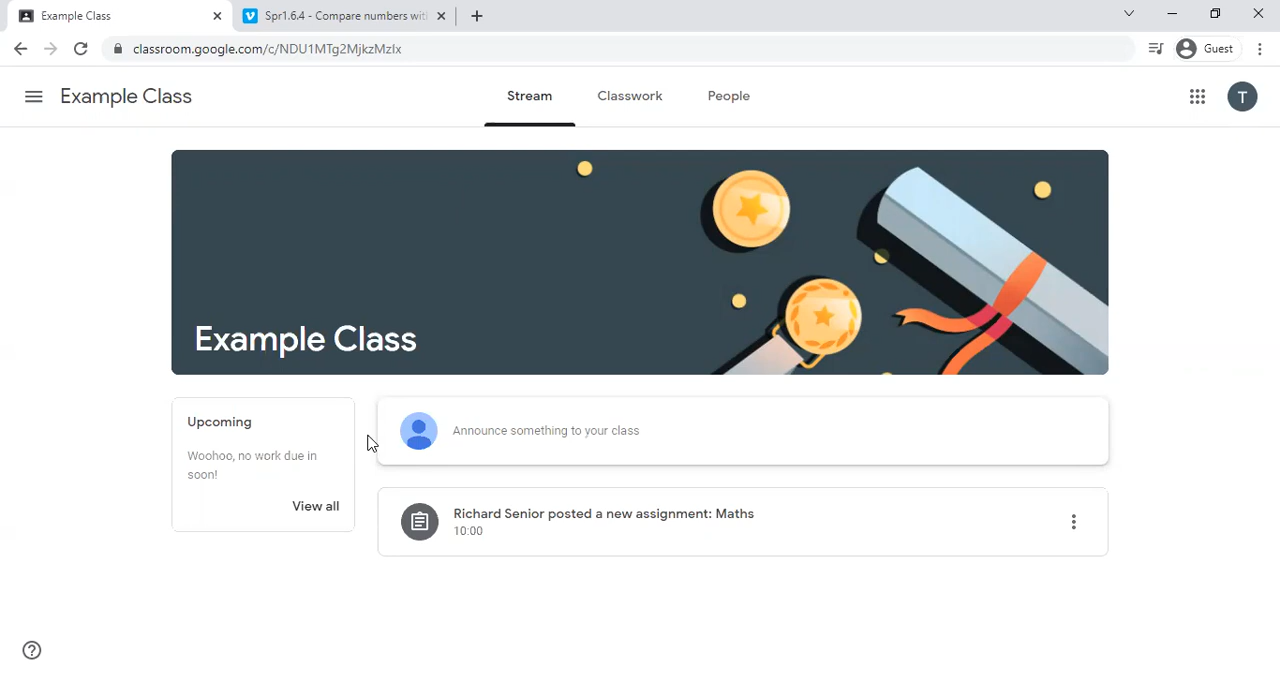 Example Class
Spr1.6.4 - Compare numbers wit
classroom.google.com/c/NDU1MTg2MjkzMzIx
Guest
Example Class
Stream
Classwork
People
T
Example Class
Upcoming
Woohoo, no work due in
soon!
View all
Announce something to your class
Richard Senior posted a new assignment: Maths
10:00